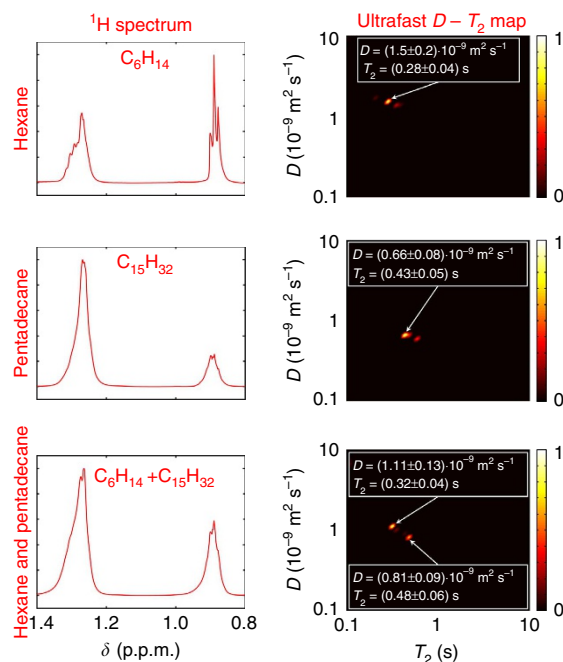 ¹H spectrum
Ultrafast D – T₂ map
Hexane
C₆H₁₄
D (10⁻⁹ m² s⁻¹)
10
1
0.1
D = (1.5±0.2)·10⁻⁹ m² s⁻¹
T₂ = (0.28±0.04) s
0.1 1 10
1
0
Pentadecane
C₁₅H₃₂
D (10⁻⁹ m² s⁻¹)
10
1
0.1
D = (0.66±0.08)·10⁻⁹ m² s⁻¹
T₂ = (0.43±0.05) s
1
0
Hexane and pentadecane
C₆H₁₄ +C₁₅H₃₂
D (10⁻⁹ m² s⁻¹)
10
1
0.1
D = (1.11±0.13)·10⁻⁹ m² s⁻¹
T₂ = (0.32±0.04) s
D = (0.81±0.09)·10⁻⁹ m² s⁻¹
T₂ = (0.48±0.06) s
1
0
1.4 1.2 1.0 0.8
δ (p.p.m.)
0.1 1 10
T₂ (s)